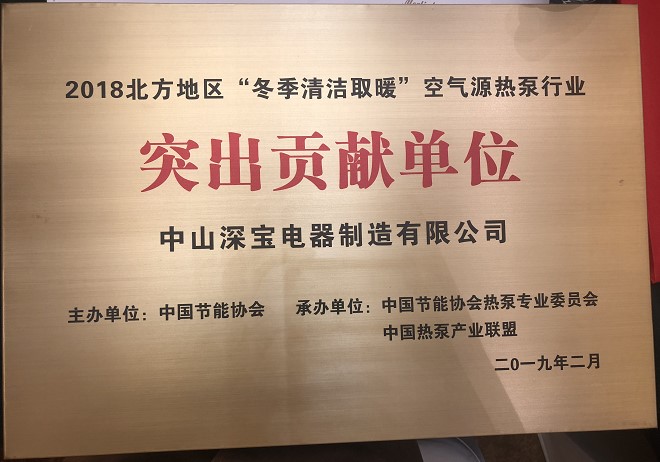 2018北方地区“冬季清洁取暖”空气源热泵行业
突出贡献单位
中山深宝电器制造有限公司
主办单位：中国节能协会 承办单位：中国节能协会热泵专业委员会
中国热泵产业联盟
二〇一九年二月